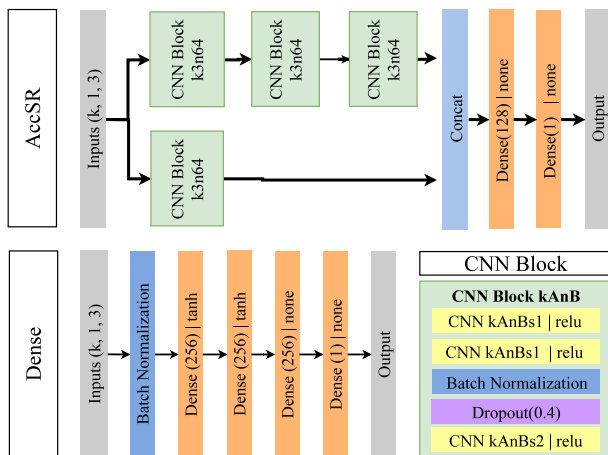 AccSR
Inputs (k, 1, 3)
CNN Block
k3n64
CNN Block
k3n64
CNN Block
k3n64
CNN Block
k3n64
Concat
Dense(128) | none
Dense(1) | none
Output
Dense
Inputs (k, 1, 3)
Batch Normalization
Dense (256) | tanh
Dense (256) | tanh
Dense (256) | none
Dense (1) | none
Output
CNN Block
CNN Block kAnB
CNN kAnBs1 | relu
CNN kAnBs1 | relu
Batch Normalization
Dropout(0.4)
CNN kAnBs2 | relu